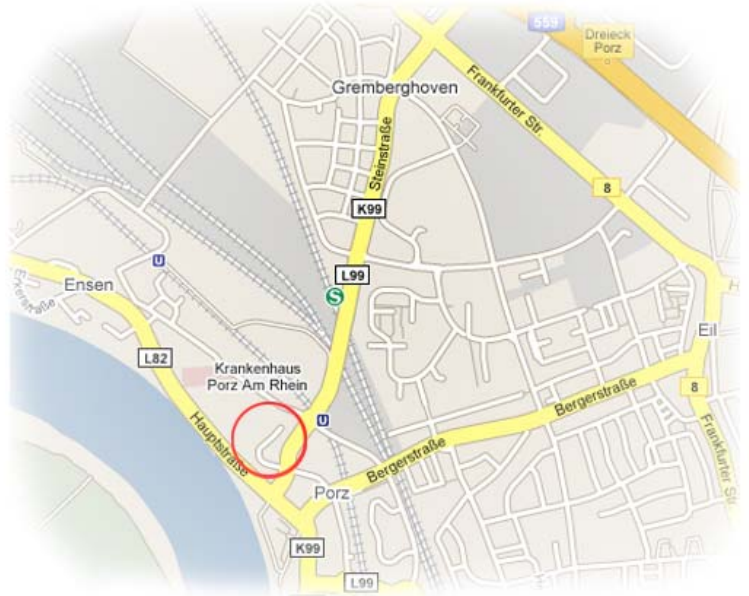 559
Dreieck
Porz
Gremberghoven
Frankfurter Str.
Steinstraße
8
K99
L99
S
U
Ensen
Erkerstraße
H
Eil
L82
Krankenhaus
Porz Am Rhein
8
Hauptstraße
U
Bergerstraße
Bergerstraße
Frankfurter Str.
Porz
K99
L99